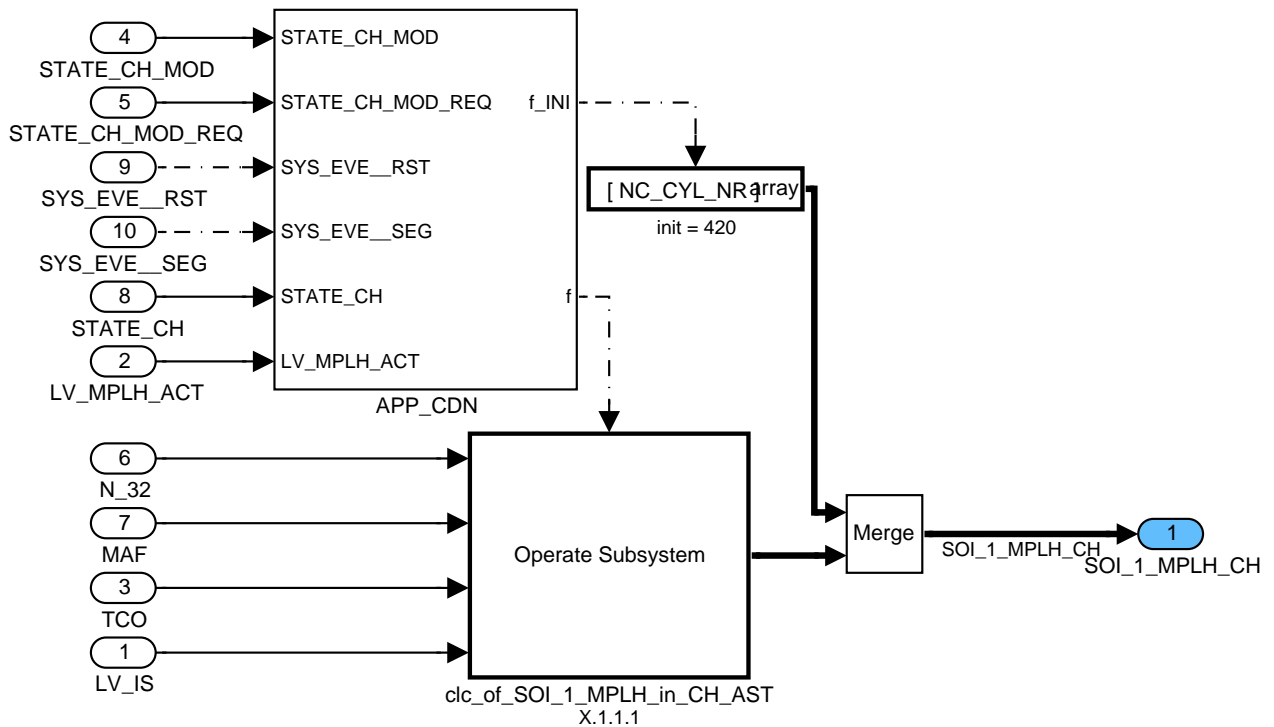 4
STATE_CH_MOD
STATE_CH_MOD
5
STATE_CH_MOD_REQ
STATE_CH_MOD_REQ
f_INI
9
SYS_EVE__RST
SYS_EVE__RST
[ NC_CYL_NR ]
array
init = 420
10
SYS_EVE__SEG
SYS_EVE__SEG
8
STATE_CH
STATE_CH
f
2
LV_MPLH_ACT
LV_MPLH_ACT
APP_CDN
6
N_32
7
MAF
3
TCO
1
LV_IS
Operate Subsystem
clc_of_SOI_1_MPLH_in_CH_AST
X.1.1.1
Merge
SOI_1_MPLH_CH
1
SOI_1_MPLH_CH